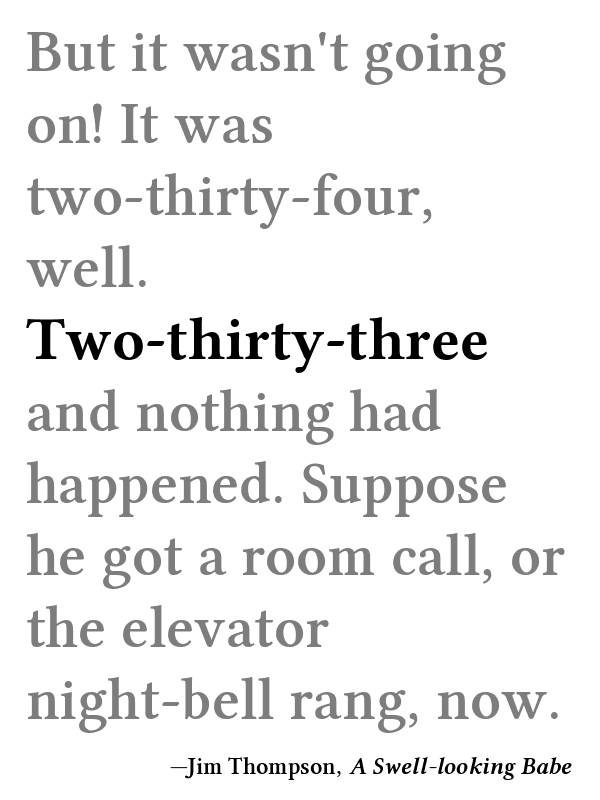 But it wasn't going
on! It was
two-thirty-four,
well.
Two-thirty-three
and nothing had
happened. Suppose
he got a room call, or
the elevator
night-bell rang, now.
—Jim Thompson, A Swell-looking Babe